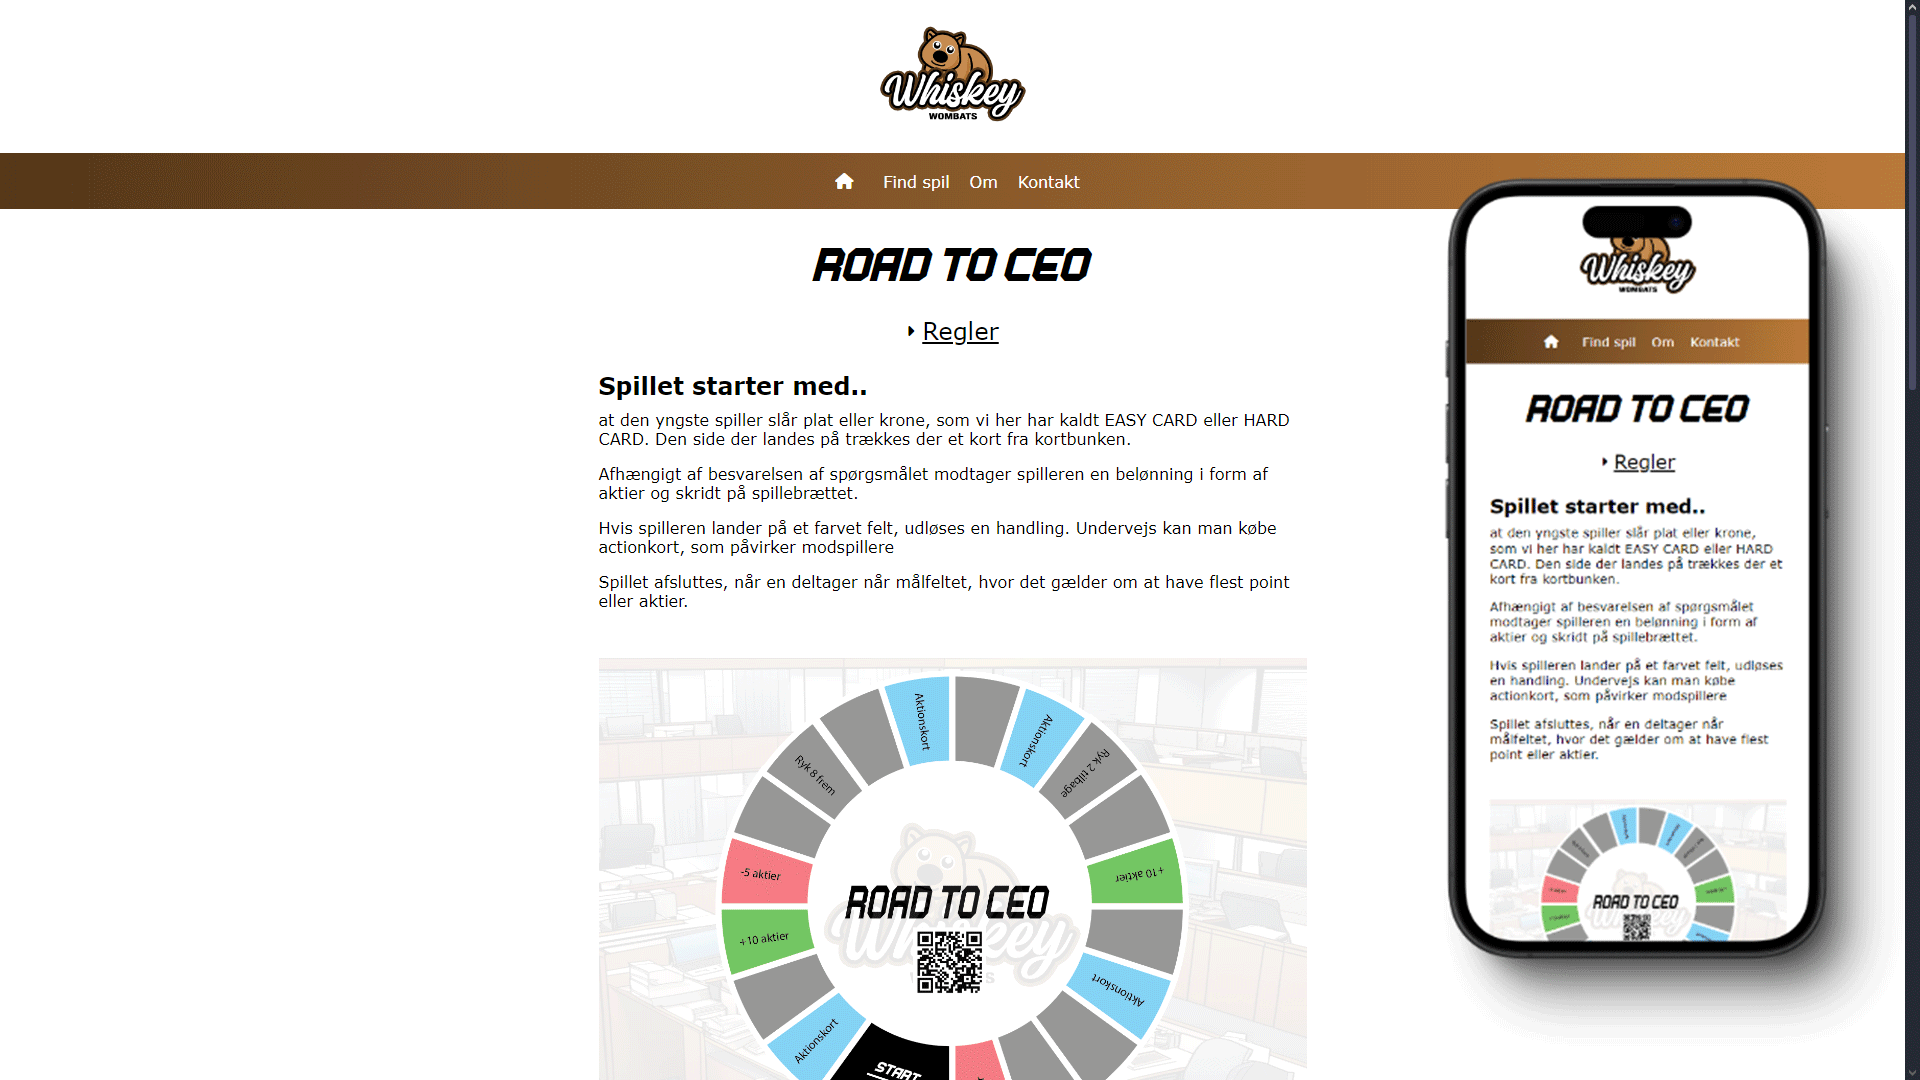 Whiskey
WOMBATS
Find spil Om Kontakt
ROAD TO CEO
Regler
Spillet starter med..
at den yngste spiller slår plat eller krone, som vi her har kaldt EASY CARD eller HARD
CARD. Den side der landes på trækkes der et kort fra kortbunken.
Afhængigt af besvarelsen af spørgsmålet modtager spilleren en belønning i form af
aktier og skridt på spillebrættet.
Hvis spilleren lander på et farvet felt, udløses en handling. Undervejs kan man købe
actionkort, som påvirker modspillere
Spillet afsluttes, når en deltager når målfeltet, hvor det gælder om at have flest point
eller aktier.
Aktionskort
Aktionskort
Ryk 8 frem
Ryk 2 tilbage
-5 aktier
+10 aktier
ROAD TO CEO
Whiskey
+10 aktier
Aktionskort
Aktionskort
START
Whiskey
WOMBATS
Find spil Om Kontakt
ROAD TO CEO
Regler
Spillet starter med..
at den yngste spiller slår plat eller krone,
som vi her har kaldt EASY CARD eller HARD
CARD. Den side der landes på trækkes der et
kort fra kortbunken.
Afhængigt af besvarelsen af spørgsmålet
modtager spilleren en belønning i form af
aktier og skridt på spillebrættet.
Hvis spilleren lander på et farvet felt, udløses
en handling. Undervejs kan man købe
actionkort, som påvirker modspillere
Spillet afsluttes, når en deltager når
målfeltet, hvor det gælder om at have flest
point eller aktier.
ROAD TO CEO